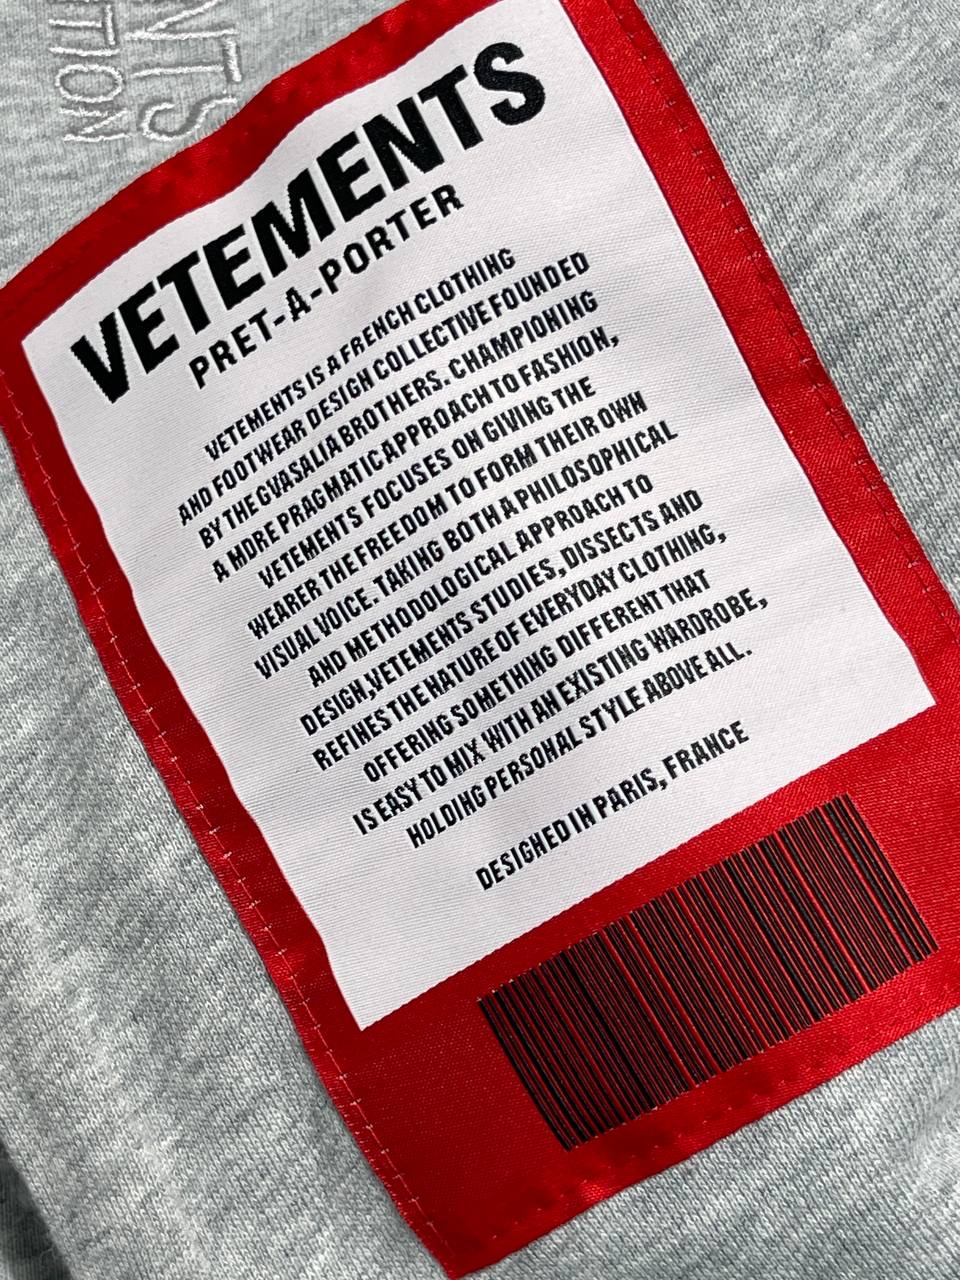 NTS
TION
VETEMENTS
PRET-A-PORTER
VETEMENTS IS A FRENCH CLOTHING
AND FOOTWEAR DESIGN COLLECTIVE FOUNDED
BY THE GVASALIA BROTHERS. CHAMPIONING
A MORE PRAGMATIC APPROACH TO FASHION,
VETEMENTS FOCUSES ON GIVING THE
WEARER THE FREEDOM TO FORM THEIR OWN
VISUAL VOICE. TAKING BOTH A PHILOSOPHICAL
AND METHODOLOGICAL APPROACH TO
DESIGN,VETEMENTS STUDIES, DISSECTS AND
REFINES THE NATURE OF EVERYDAY CLOTHING,
OFFERING SOMETHING DIFFERENT THAT
IS EASY TO MIX WITH AN EXISTING WARDROBE,
HOLDING PERSONAL STYLE ABOVE ALL.
DESIGNED IN PARIS, FRANCE